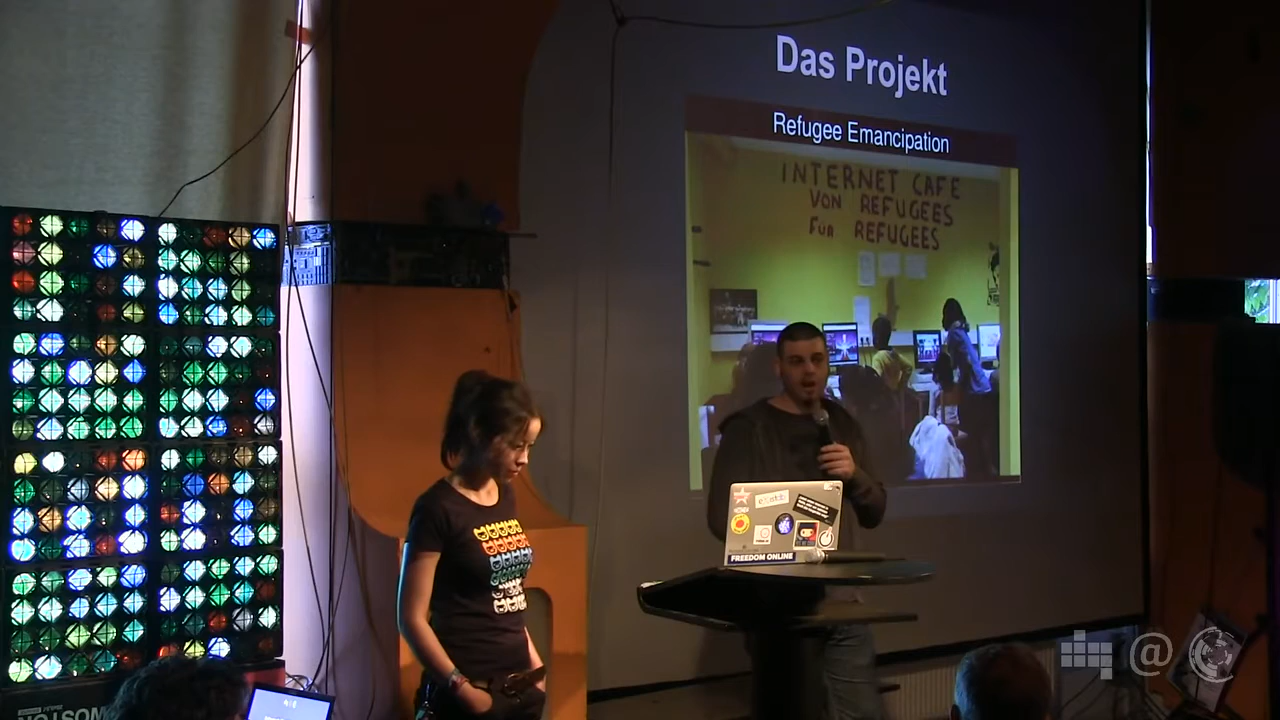 Das Projekt
Refugee Emancipation
INTERNET CAFE
VON REFUGEES
FÜR REFUGEES
FREEDOM ONLINE
@